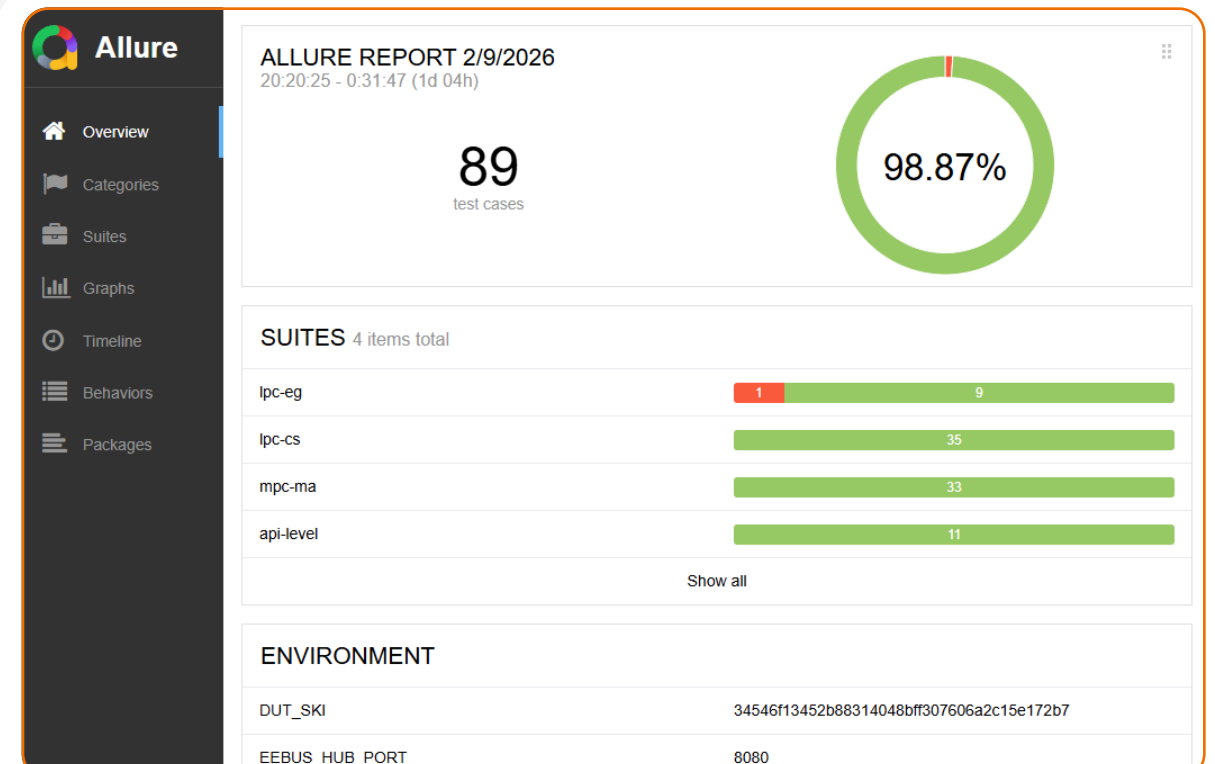 Allure
Overview
Categories
Suites
Graphs
Timeline
Behaviors
Packages
ALLURE REPORT 2/9/2026
20:20:25 - 0:31:47 (1d 04h)
89
test cases
98.87%
SUITES 4 items total
lpc-eg 1 9
lpc-cs 35
mpc-ma 33
api-level 11
Show all
ENVIRONMENT
DUT_SKI 34546f13452b88314048bff307606a2c15e172b7
EEBUS_HUB_PORT 8080